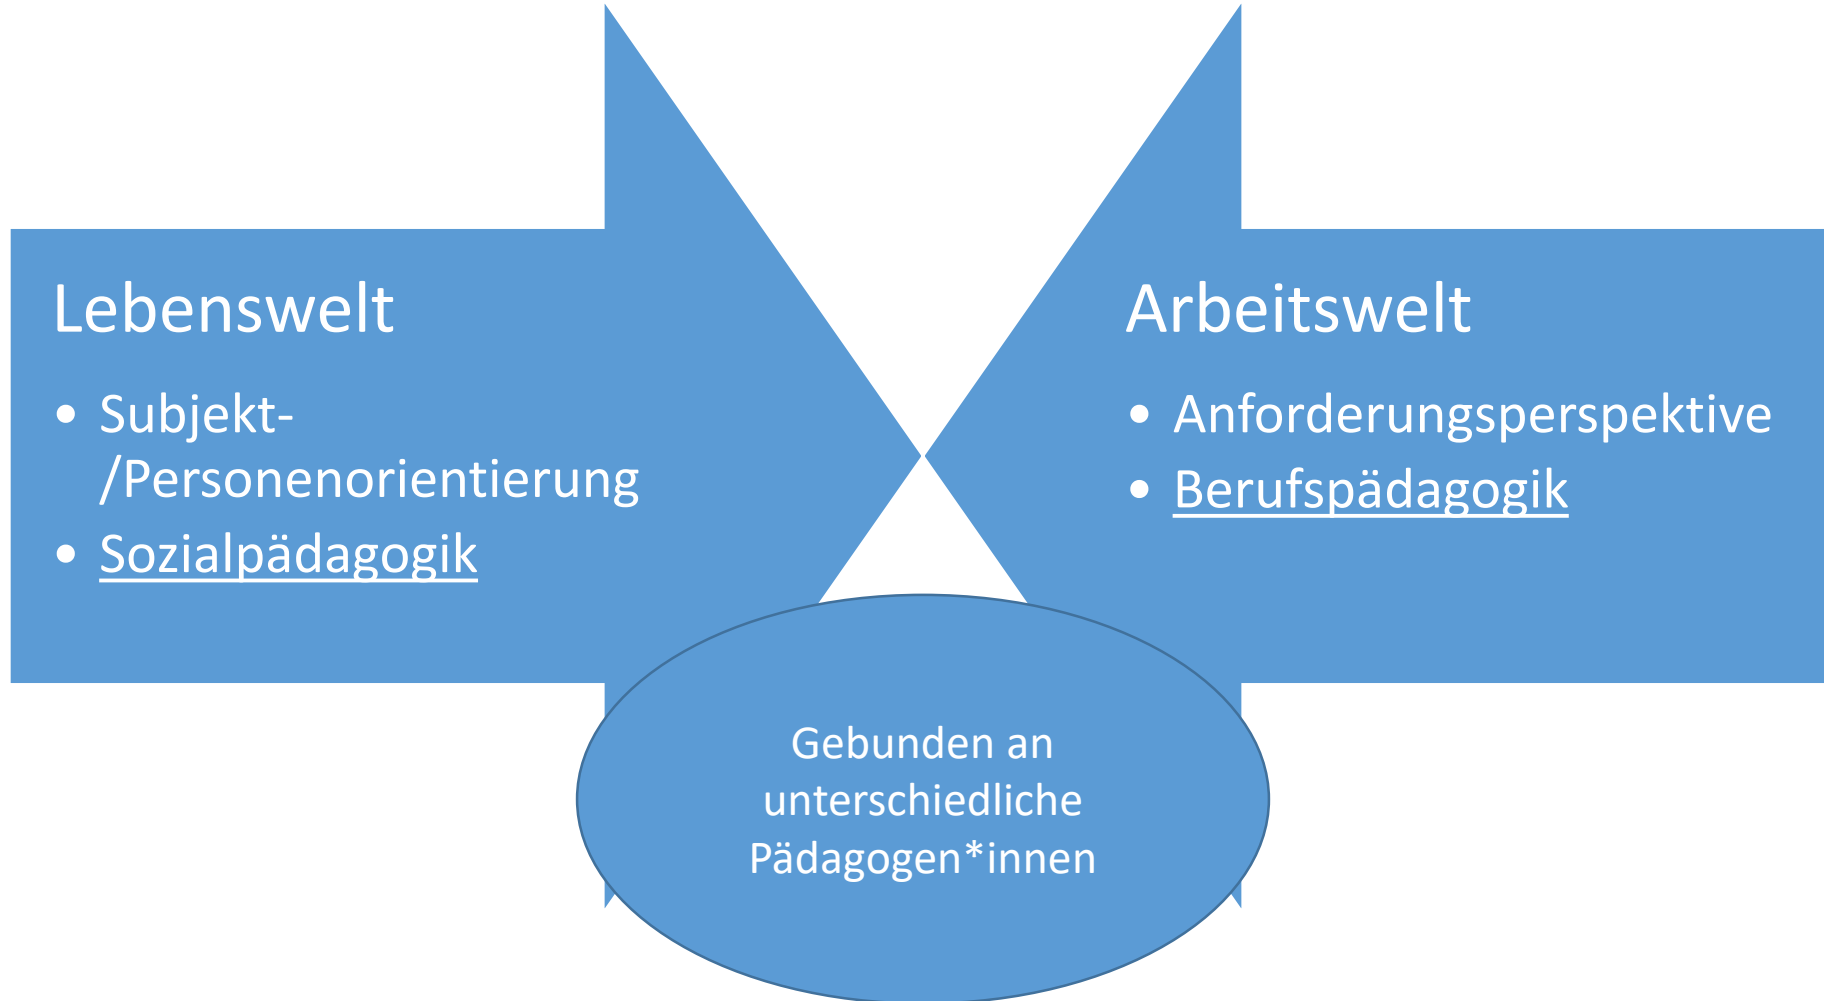 Lebenswelt
• Subjekt-
/Personenorientierung
• Sozialpädagogik
Arbeitswelt
• Anforderungsperspektive
• Berufspädagogik
Gebunden an
unterschiedliche
Pädagogen*innen